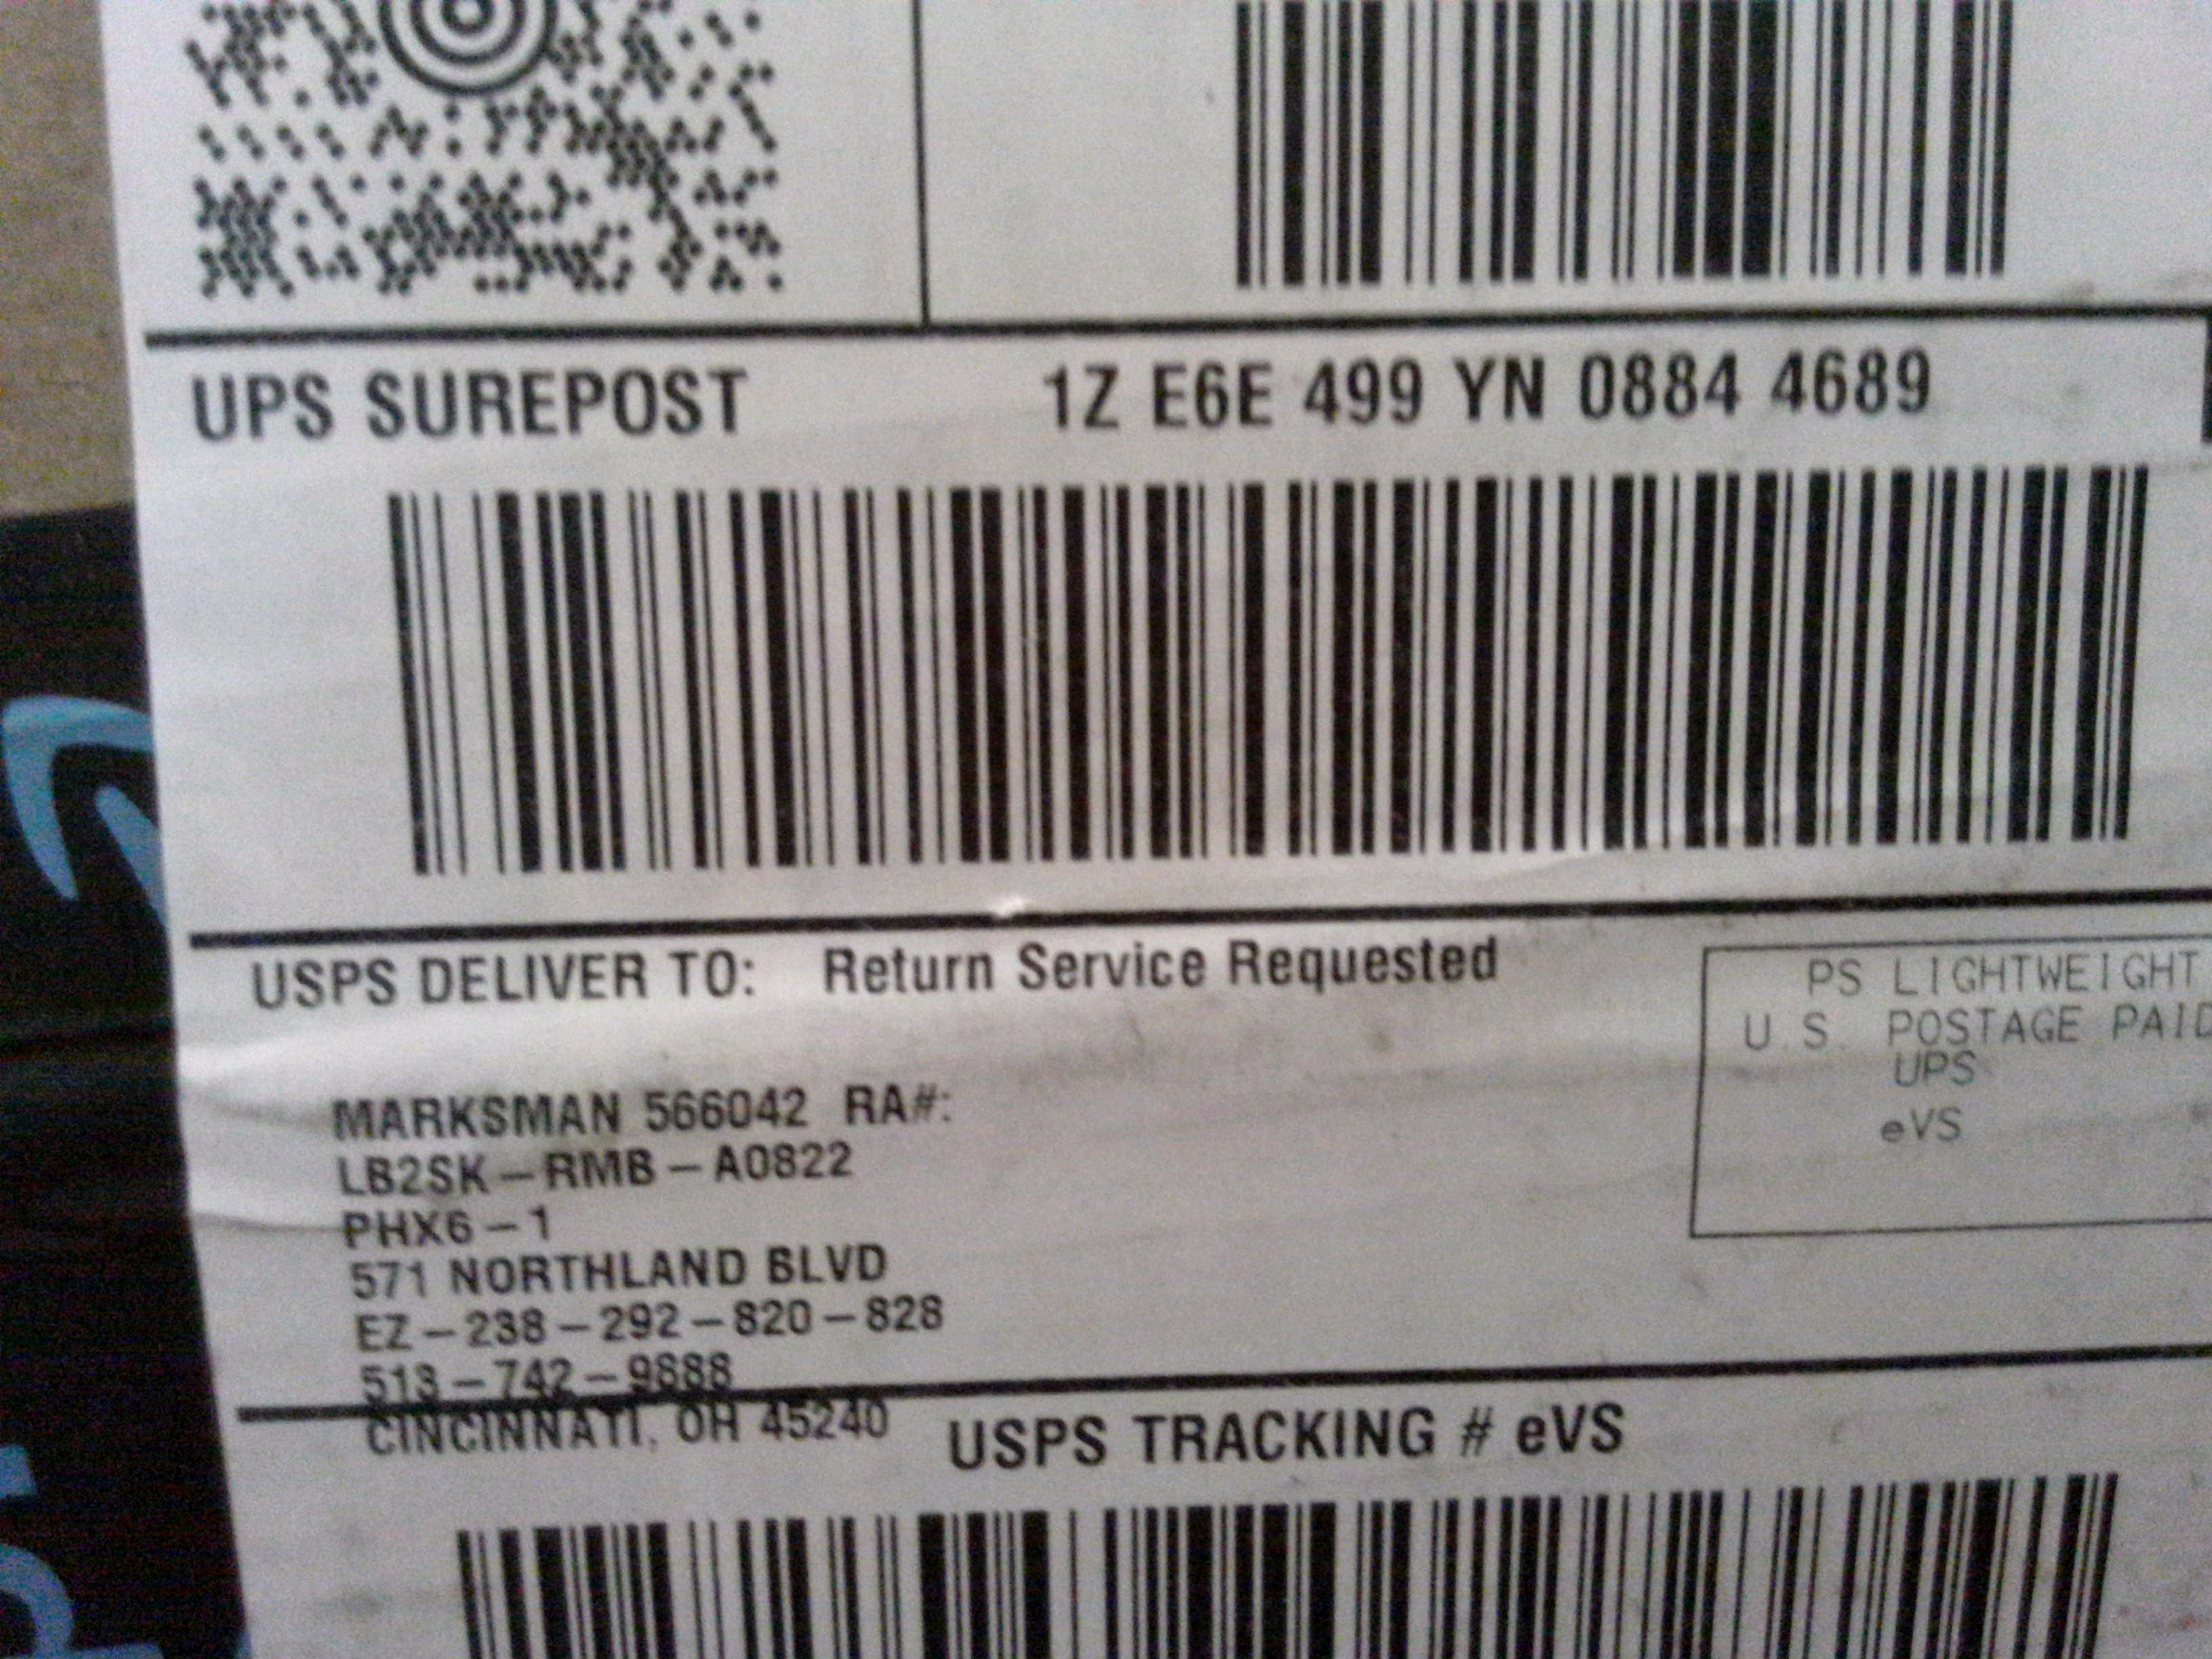 UPS SUREPOST 1Z E6E 499 YN 0884 4689
USPS DELIVER TO: Return Service Requested
PS LIGHTWEIGHT
U.S. POSTAGE PAID
UPS
eVS
MARKSMAN 566042 RA#:
LB2SK-RMB-A0822
PHX6-1
571 NORTHLAND BLVD
EZ-238-292-820-828
513-742-9888
CINCINNATI, OH 45240
USPS TRACKING # eVS